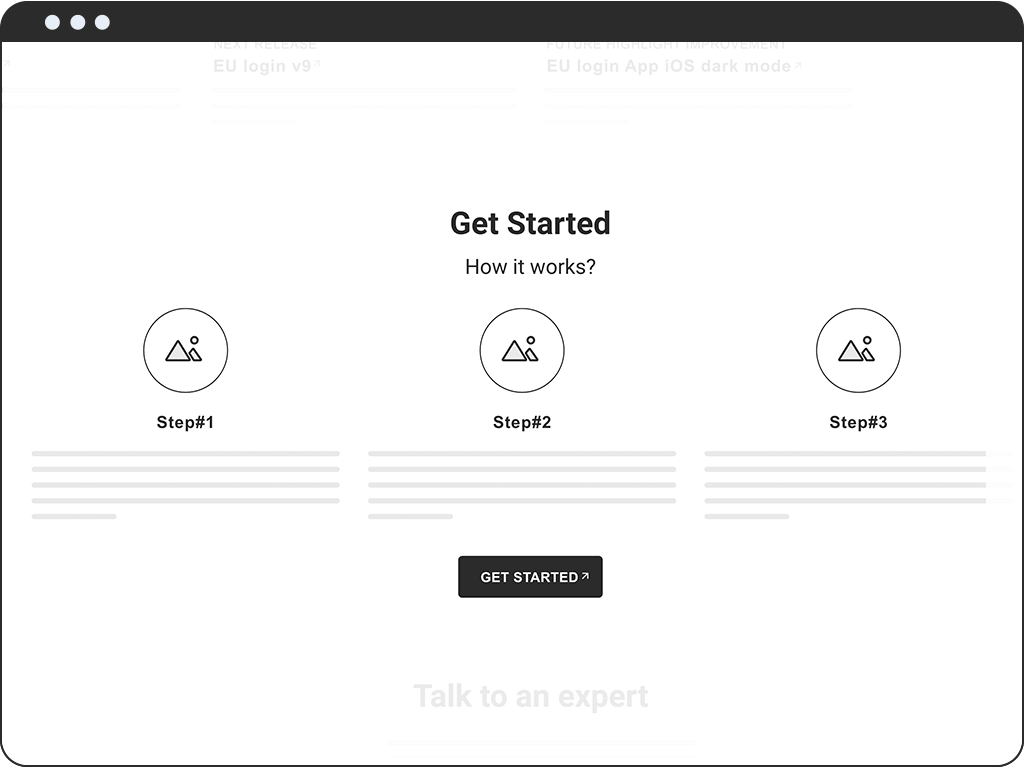 NEXT RELEASE
FUTURE HIGHLIGHT IMPROVEMENT
EU login v9
EU login App iOS dark mode
Get Started
How it works?
Step#1
Step#2
Step#3
GET STARTED
Talk to an expert